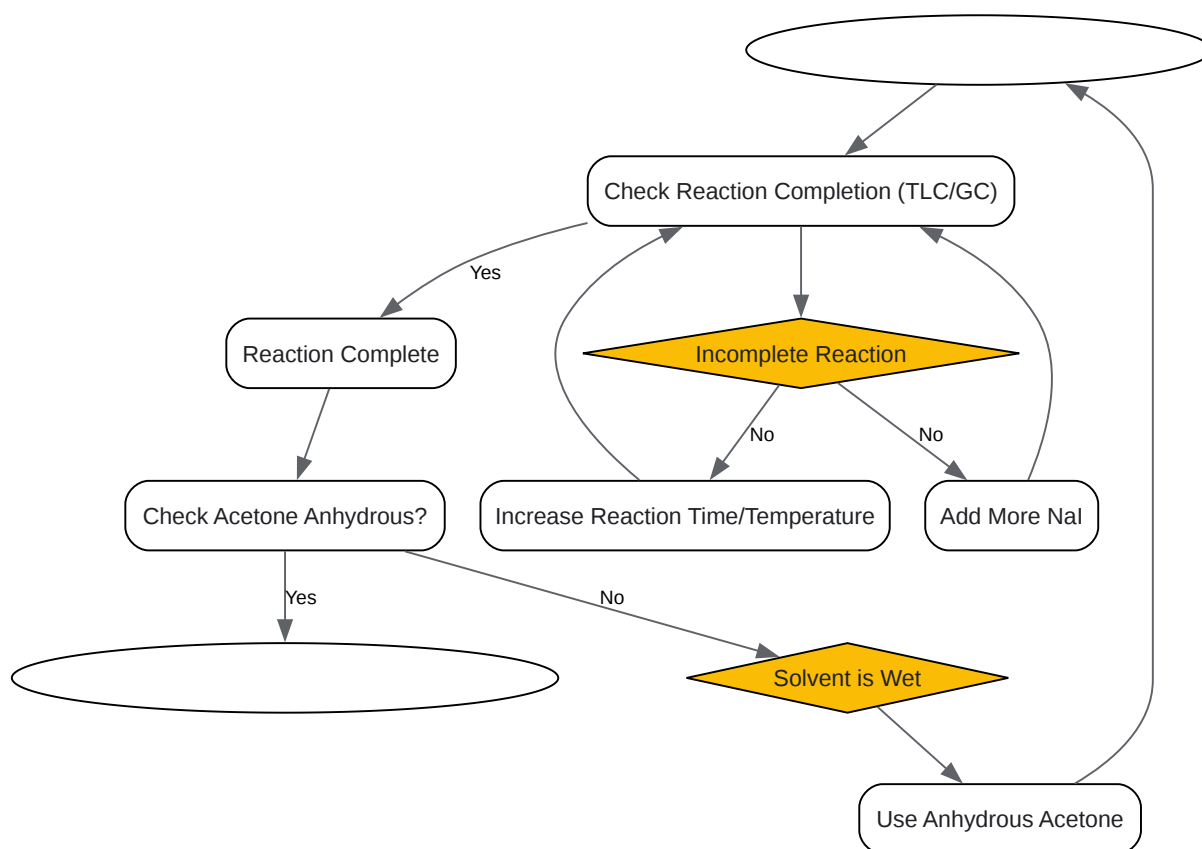 Check Reaction Completion (TLC/GC)
Yes
Reaction Complete
Incomplete Reaction
No
No
Check Acetone Anhydrous?
Increase Reaction Time/Temperature
Add More NaI
Yes
No
Solvent is Wet
Use Anhydrous Acetone